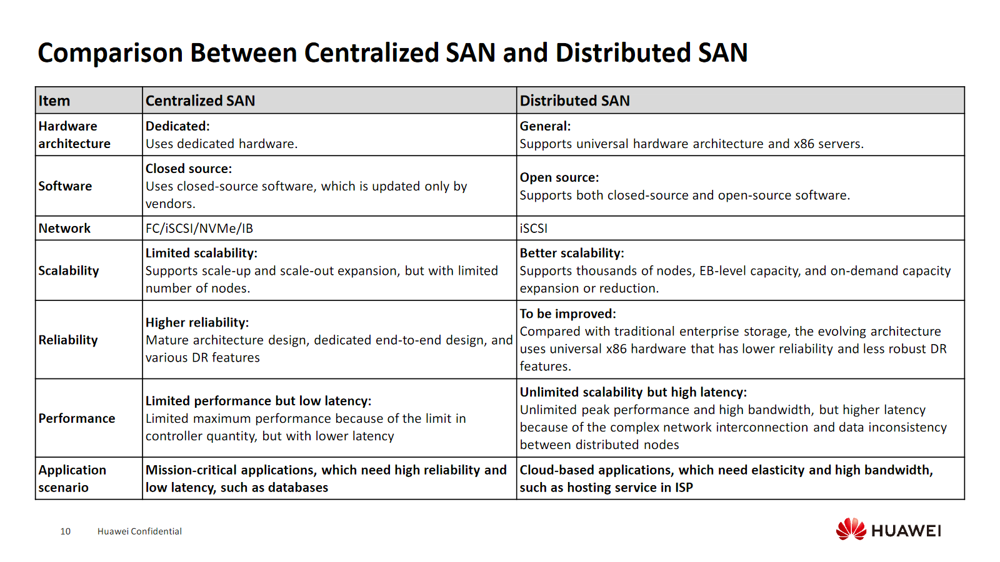 Comparison Between Centralized SAN and Distributed SAN
Item
Centralized SAN
Distributed SAN
Hardware
architecture
Dedicated:
Uses dedicated hardware.
General:
Supports universal hardware architecture and x86 servers.
Software
Closed source:
Uses closed-source software, which is updated only by
vendors.
Open source:
Supports both closed-source and open-source software.
Network
FC/iSCSI/NVMe/IB
iSCSI
Scalability
Limited scalability:
Supports scale-up and scale-out expansion, but with limited
number of nodes.
Better scalability:
Supports thousands of nodes, EB-level capacity, and on-demand capacity
expansion or reduction.
Reliability
Higher reliability:
Mature architecture design, dedicated end-to-end design, and
various DR features
To be improved:
Compared with traditional enterprise storage, the evolving architecture
uses universal x86 hardware that has lower reliability and less robust DR
features.
Performance
Limited performance but low latency:
Limited maximum performance because of the limit in
controller quantity, but with lower latency
Unlimited scalability but high latency:
Unlimited peak performance and high bandwidth, but higher latency
because of the complex network interconnection and data inconsistency
between distributed nodes
Application
scenario
Mission-critical applications, which need high reliability and
low latency, such as databases
Cloud-based applications, which need elasticity and high bandwidth,
such as hosting service in ISP
10
Huawei Confidential
HUAWEI